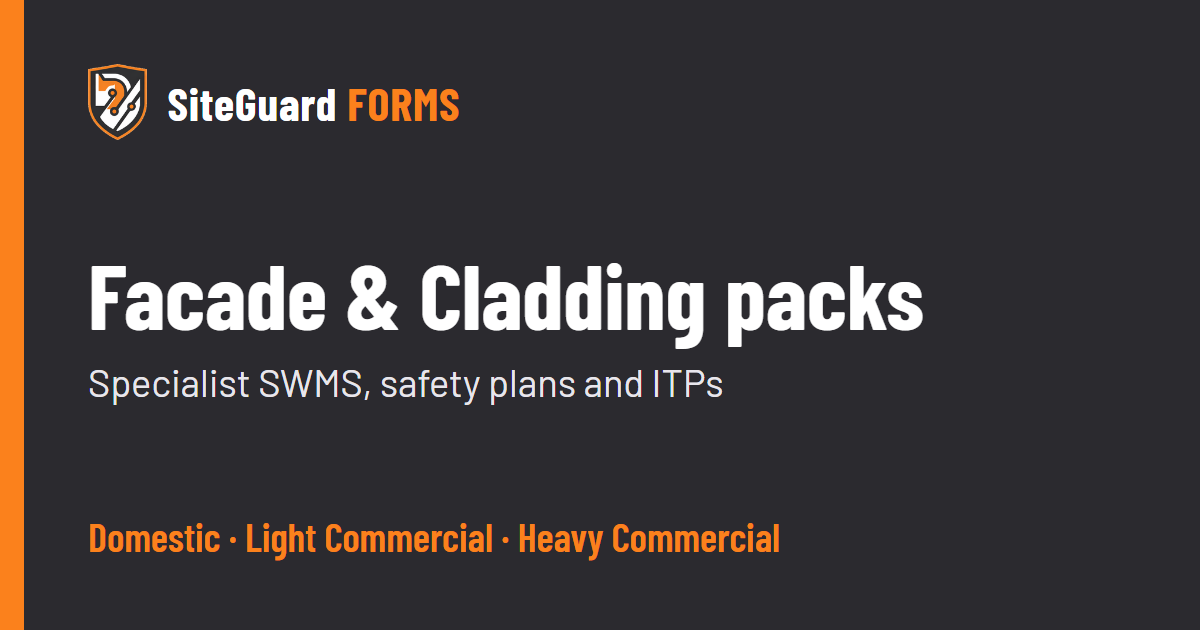 SiteGuard FORMS
Facade & Cladding packs
Specialist SWMS, safety plans and ITPs
Domestic · Light Commercial · Heavy Commercial